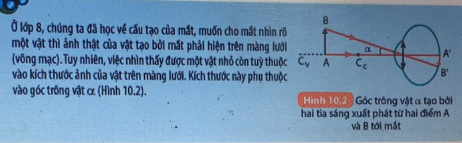 Ở lớp 8, chúng ta đã học về cấu tạo của mắt, muốn cho mắt nhìn rõ
một vật thì ảnh thật của vật tạo bởi mắt phải hiện trên màng lưới
(võng mạc). Tuy nhiên, việc nhìn thấy được một vật nhỏ còn tuỳ thuộc
vào kích thước ảnh của vật trên màng lưới. Kích thước này phụ thuộc
vào góc trông vật α (Hình 10.2).
B
α
Cv A Cc A'
B'
Hình 10.2 Góc trông vật α tạo bởi
hai tia sáng xuất phát từ hai điểm A
và B tới mắt